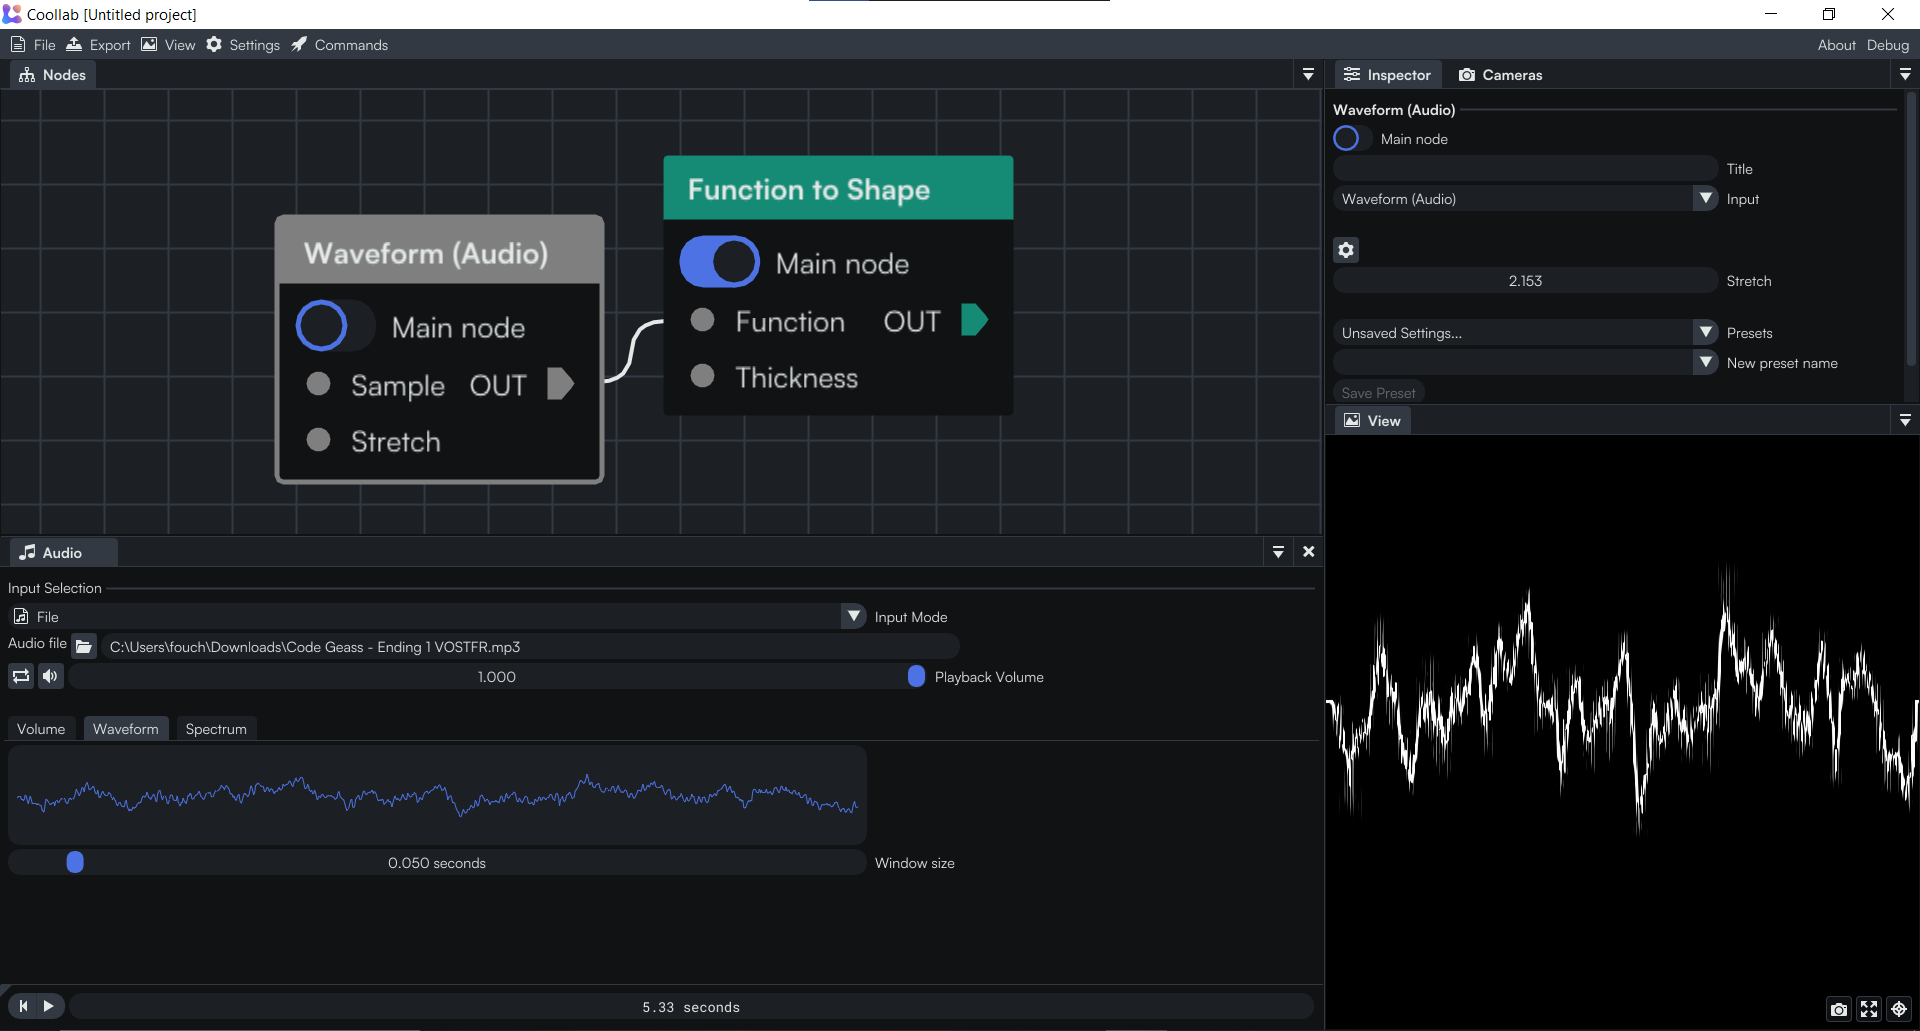 Coollab [Untitled project]
File Export View Settings Commands About Debug
Nodes
Inspector Cameras
Waveform (Audio)
Main node
Title
Waveform (Audio) Input
2.153 Stretch
Unsaved Settings... Presets
New preset name
Save Preset
Function to Shape
Main node
Function OUT
Thickness
Waveform (Audio)
Main node
Sample OUT
Stretch
View
Audio
Input Selection
File Input Mode
Audio file C:\Users\fouch\Downloads\Code Geass - Ending 1 VOSTFR.mp3
1.000 Playback Volume
Volume Waveform Spectrum
0.050 seconds Window size
5.33 seconds